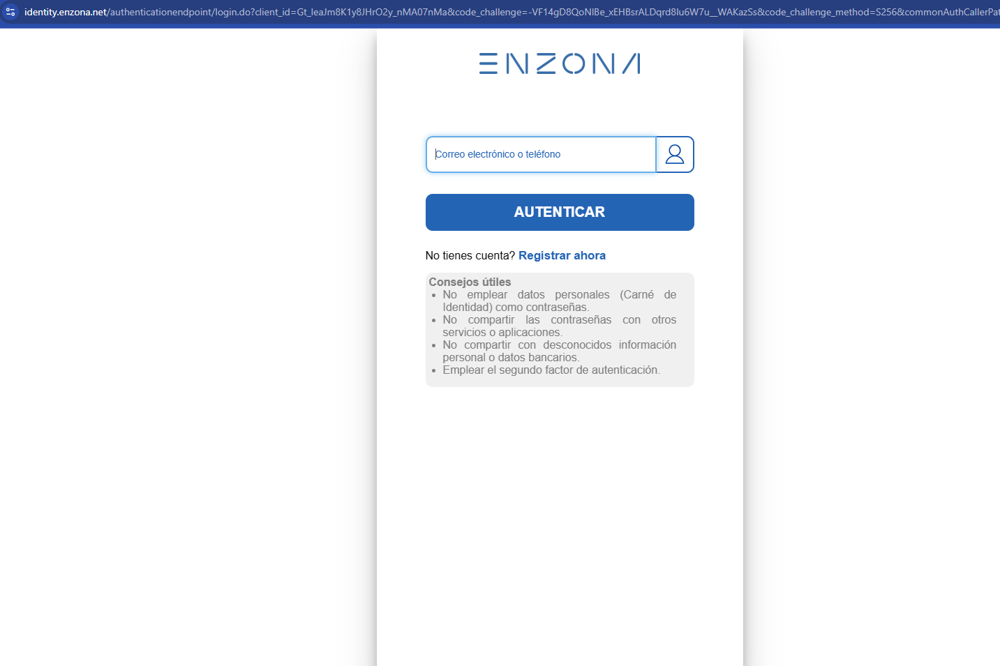 identity.enzona.net/authenticationendpoint/login.do?client_id=Gt_leaJm8K1y8JHrO2y_nMA07nMa&code_challenge=-VF14gD8QoNlBe_xEHBsrALDqrd8Iu6W7u__WAKazSs&code_challenge_method=S256&commonAuthCallerPat
ENZONA
Correo electrónico o teléfono
AUTENTICAR
No tienes cuenta? Registrar ahora
Consejos útiles
• No emplear datos personales (Carné de
Identidad) como contraseñas.
• No compartir las contraseñas con otros
servicios o aplicaciones.
• No compartir con desconocidos información
personal o datos bancarios.
• Emplear el segundo factor de autenticación.